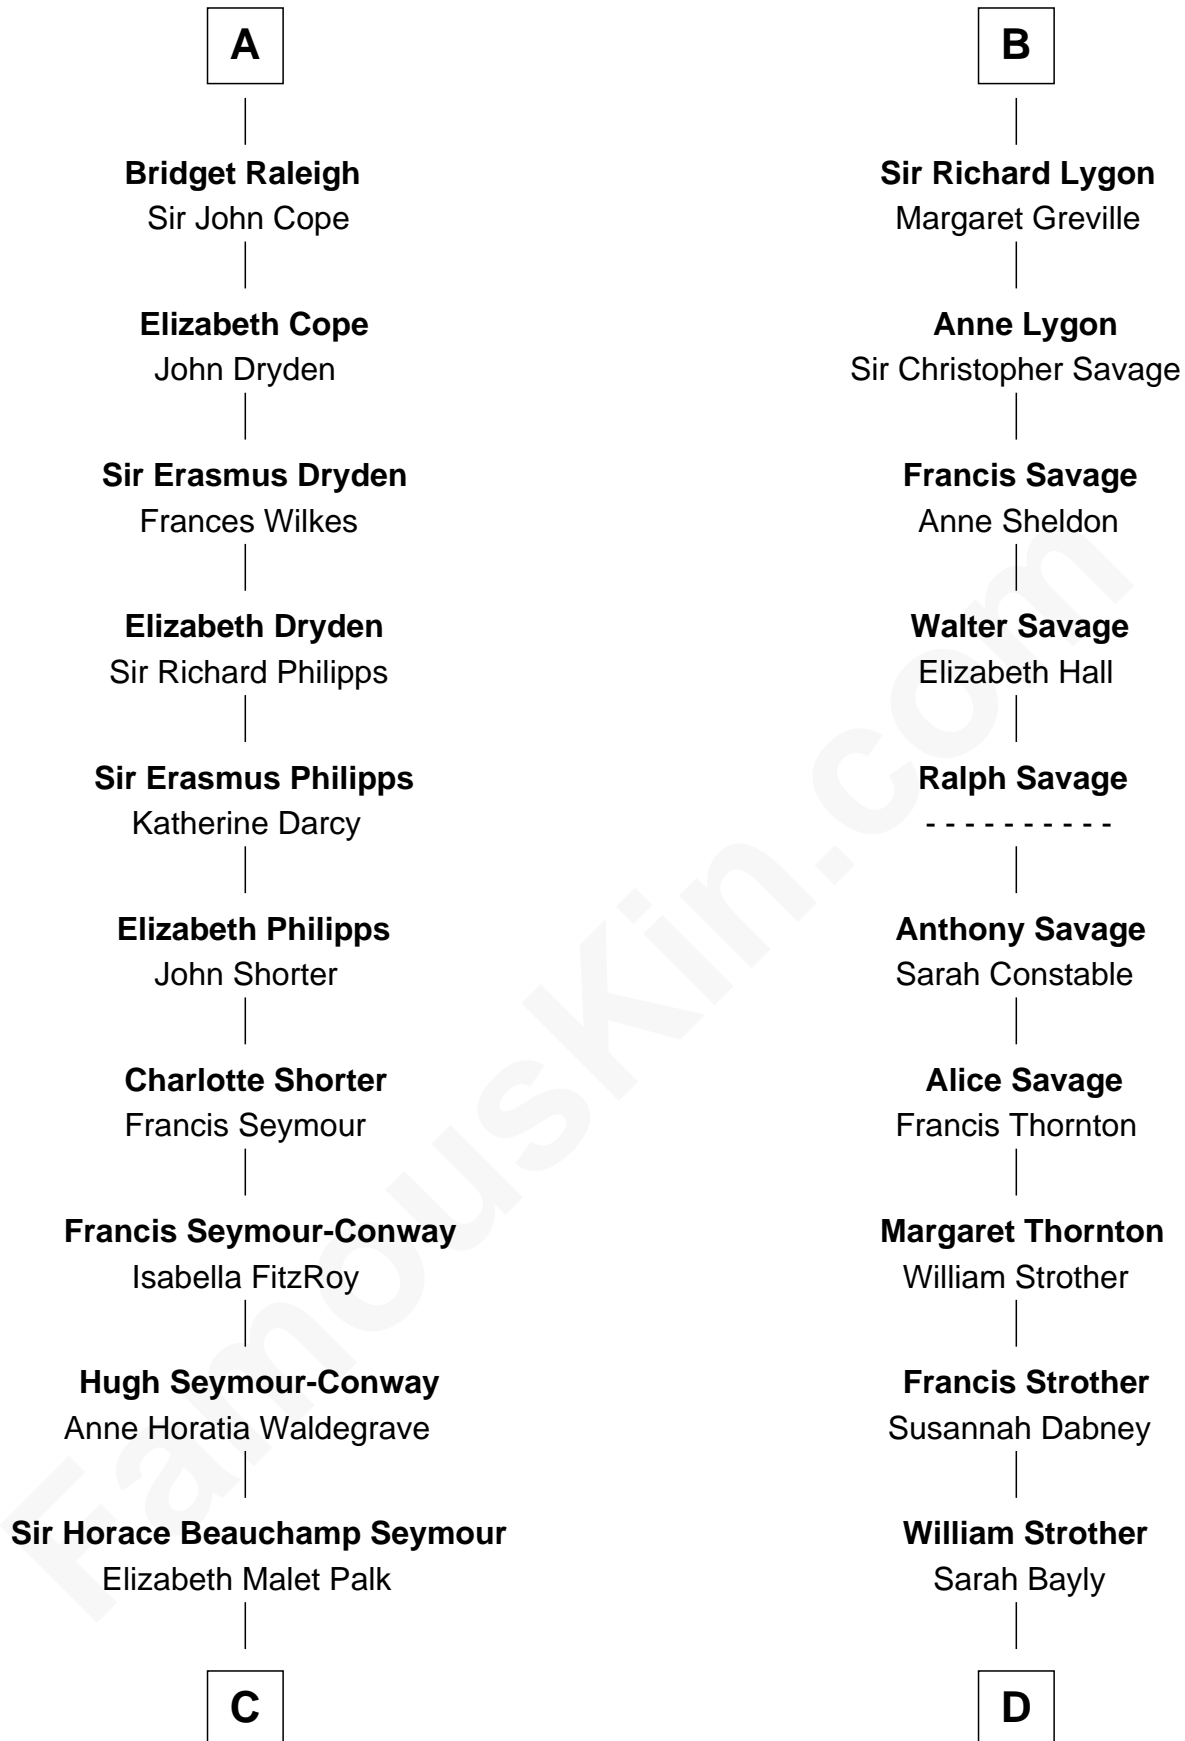 A
Bridget Raleigh
Sir John Cope
Elizabeth Cope
John Dryden
Sir Erasmus Dryden
Frances Wilkes
Elizabeth Dryden
Sir Richard Philipps
Sir Erasmus Philipps
Katherine Darcy
Elizabeth Philipps
John Shorter
Charlotte Shorter
Francis Seymour
Francis Seymour-Conway
Isabella FitzRoy
Hugh Seymour-Conway
Anne Horatia Waldegrave
Sir Horace Beauchamp Seymour
Elizabeth Malet Palk
C
B
Sir Richard Lygon
Margaret Greville
Anne Lygon
Sir Christopher Savage
Francis Savage
Anne Sheldon
Walter Savage
Elizabeth Hall
Ralph Savage
- - - - - - - - - -
Anthony Savage
Sarah Constable
Alice Savage
Francis Thornton
Margaret Thornton
William Strother
Francis Strother
Susannah Dabney
William Strother
Sarah Bayly
D
FamousKin.com